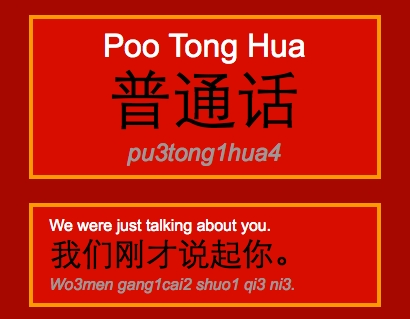 Poo Tong Hua
普通话
pu3tong1hua4
We were just talking about you.
我们刚才说起你。
Wo3men gang1cai2 shuo1 qi3 ni3.